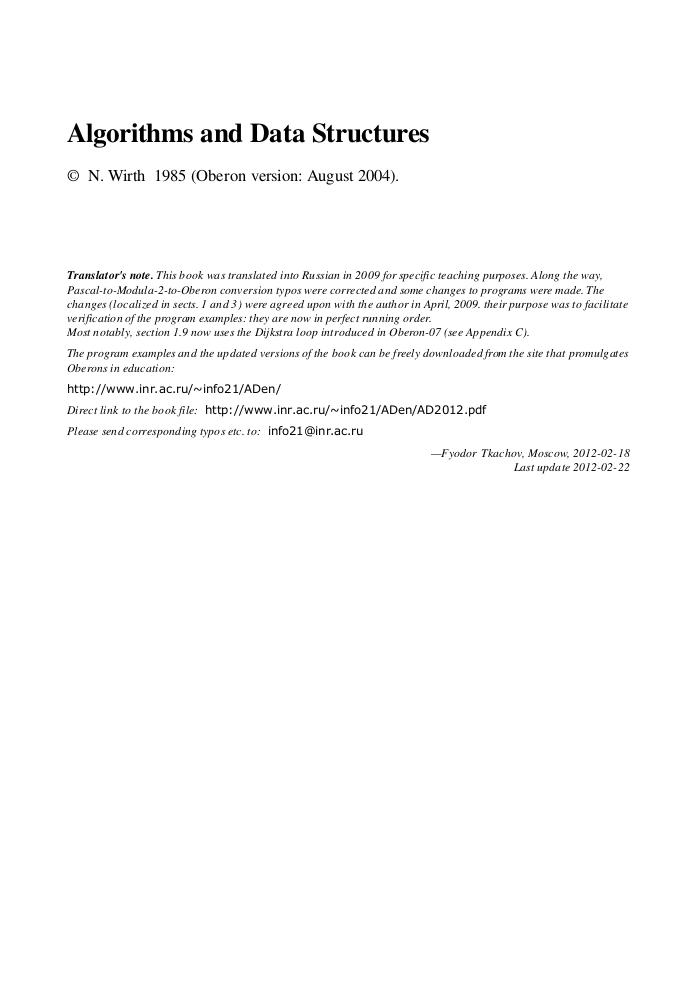 Algorithms and Data Structures
© N. Wirth 1985 (Oberon version: August 2004).
Translator's note. This book was translated into Russian in 2009 for specific teaching purposes. Along the way,
Pascal-to-Modula-2-to-Oberon conversion typos were corrected and some changes to programs were made. The
changes (localized in sects. 1 and 3) were agreed upon with the author in April, 2009. their purpose was to facilitate
verification of the program examples: they are now in perfect running order.
Most notably, section 1.9 now uses the Dijkstra loop introduced in Oberon-07 (see Appendix C).
The program examples and the updated versions of the book can be freely downloaded from the site that promulgates
Oberons in education:
http://www.inr.ac.ru/~info21/ADen/
Direct link to the book file: http://www.inr.ac.ru/~info21/ADen/AD2012.pdf
Please send corresponding typos etc. to: info21@inr.ac.ru
—Fyodor Tkachov, Moscow, 2012-02-18
Last update 2012-02-22